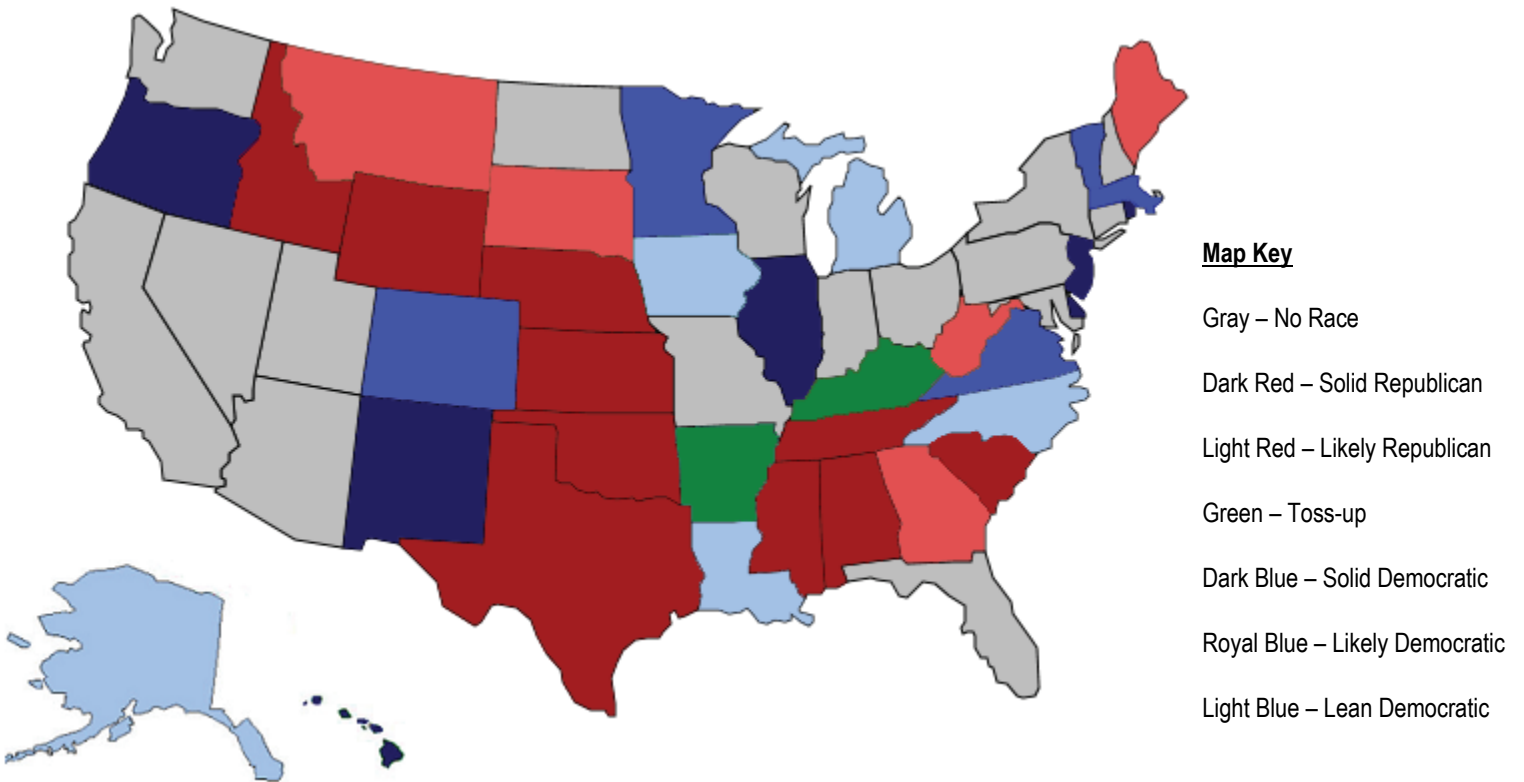 Map Key
Gray – No Race
Dark Red – Solid Republican
Light Red – Likely Republican
Green – Toss-up
Dark Blue – Solid Democratic
Royal Blue – Likely Democratic
Light Blue – Lean Democratic